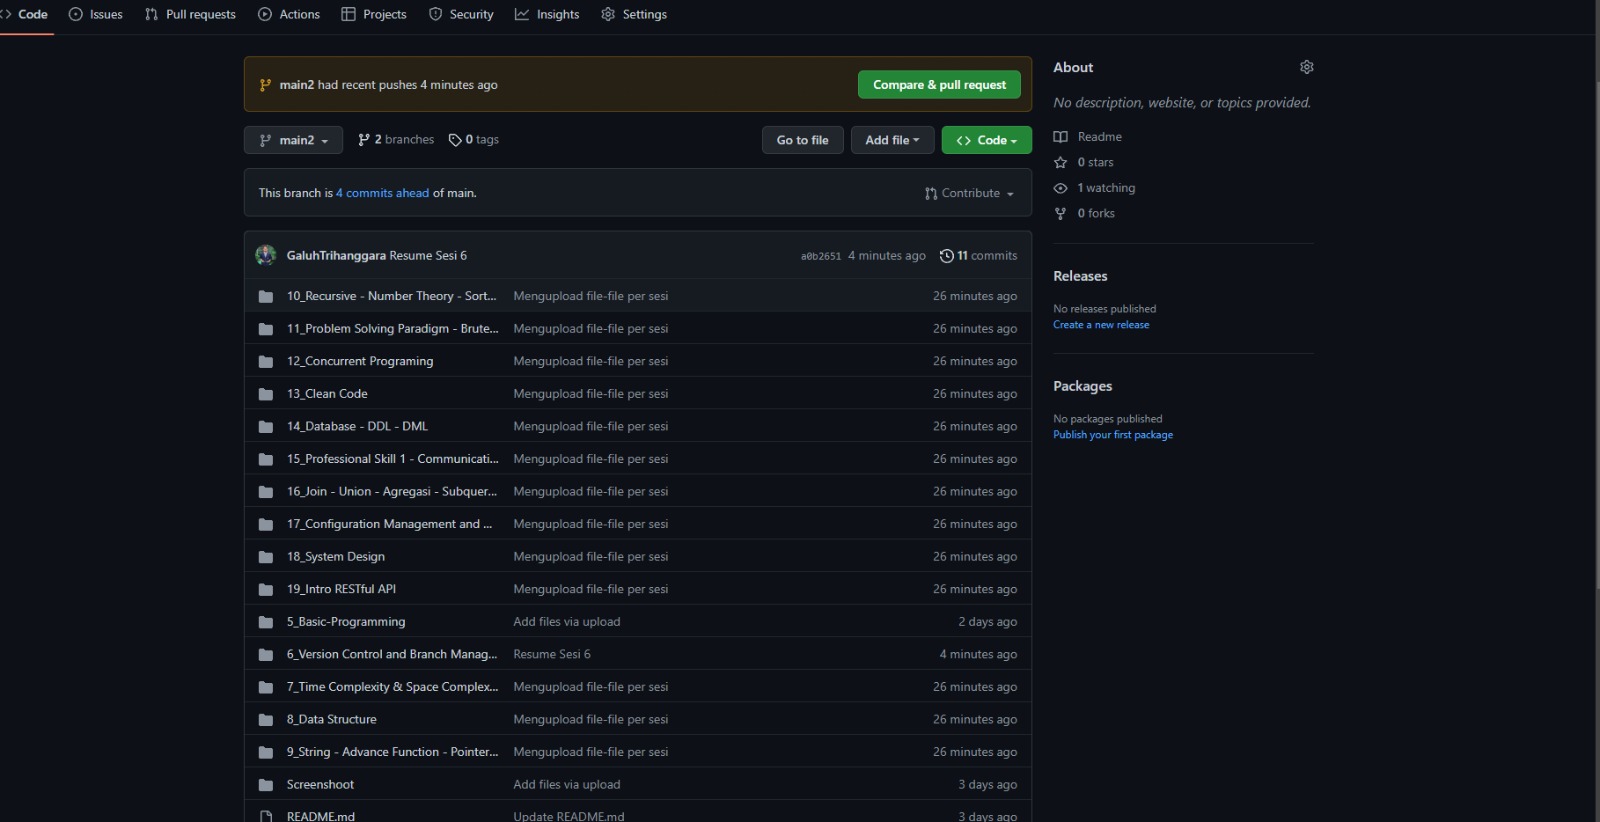 Code Issues Pull requests Actions Projects Security Insights Settings
main2 had recent pushes 4 minutes ago Compare & pull request
main2 2 branches 0 tags Go to file Add file Code
This branch is 4 commits ahead of main. Contribute
GaluhTrihanggara Resume Sesi 6 a0b2651 4 minutes ago 11 commits
10_Recursive - Number Theory - Sort... Mengupload file-file per sesi 26 minutes ago
11_Problem Solving Paradigm - Brute... Mengupload file-file per sesi 26 minutes ago
12_Concurrent Programing Mengupload file-file per sesi 26 minutes ago
13_Clean Code Mengupload file-file per sesi 26 minutes ago
14_Database - DDL - DML Mengupload file-file per sesi 26 minutes ago
15_Professional Skill 1 - Communicati... Mengupload file-file per sesi 26 minutes ago
16_Join - Union - Agregasi - Subquer... Mengupload file-file per sesi 26 minutes ago
17_Configuration Management and ... Mengupload file-file per sesi 26 minutes ago
18_System Design Mengupload file-file per sesi 26 minutes ago
19_Intro RESTful API Mengupload file-file per sesi 26 minutes ago
5_Basic-Programming Add files via upload 2 days ago
6_Version Control and Branch Manag... Resume Sesi 6 4 minutes ago
7_Time Complexity & Space Complex... Mengupload file-file per sesi 26 minutes ago
8_Data Structure Mengupload file-file per sesi 26 minutes ago
9_String - Advance Function - Pointer... Mengupload file-file per sesi 26 minutes ago
Screenshoot Add files via upload 3 days ago
README.md Update README.md 3 days ago
About
No description, website, or topics provided.
Readme
0 stars
1 watching
0 forks
Releases
No releases published
Create a new release
Packages
No packages published
Publish your first package